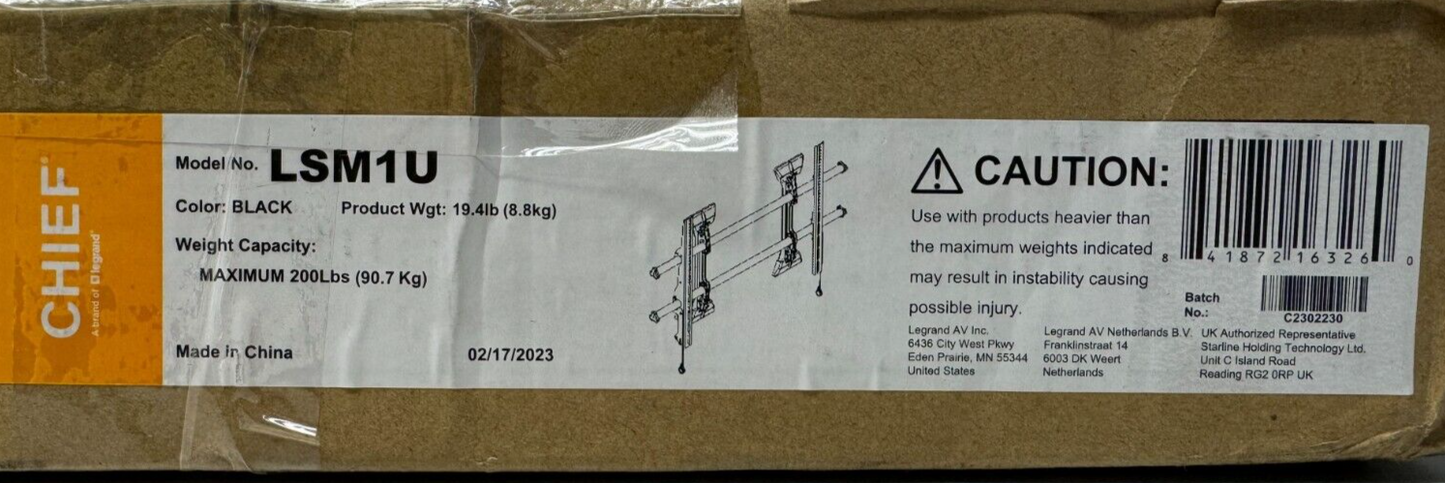 CHIEF
A brand of legrand
Model No. LSM1U
Color: BLACK Product Wgt: 19.4lb (8.8kg)
Weight Capacity:
MAXIMUM 200Lbs (90.7 Kg)
Made in China 02/17/2023
CAUTION:
Use with products heavier than
the maximum weights indicated
may result in instability causing
possible injury.
Legrand AV Inc.
6436 City West Pkwy
Eden Prairie, MN 55344
United States
Legrand AV Netherlands B.V.
Franklinstraat 14
6003 DK Weert
Netherlands
8 41872 16326 0
Batch
No.:
C2302230
UK Authorized Representative
Starline Holding Technology Ltd.
Unit C Island Road
Reading RG2 0RP UK